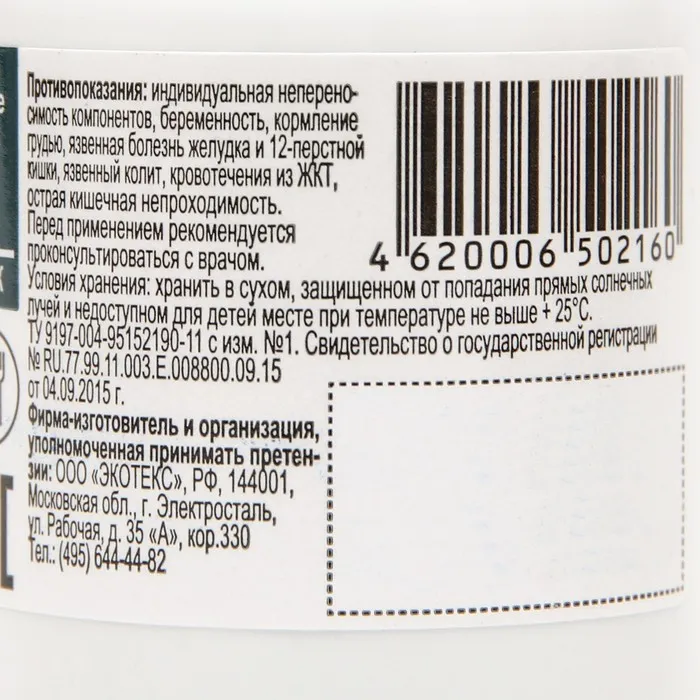 Противопоказания: индивидуальная неперено-
симость компонентов, беременность, кормление
грудью, язвенная болезнь желудка и 12-перстной
кишки, язвенный колит, кровотечения из ЖКТ,
острая кишечная непроходимость.
Перед применением рекомендуется
проконсультироваться с врачом.
4 620006 502160
Условия хранения: хранить в сухом, защищенном от попадания прямых солнечных
лучей и недоступном для детей месте при температуре не выше + 25°С.
ТУ 9197-004-95152190-11 с изм. №1. Свидетельство о государственной регистрации
№ RU.77.99.11.003.Е.008800.09.15
от 04.09.2015 г.
Фирма-изготовитель и организация,
уполномоченная принимать претен-
зии: ООО «ЭКОТЕКС», РФ, 144001,
Московская обл., г. Электросталь,
ул. Рабочая, д. 35 «А», кор.330
Тел.: (495) 644-44-82